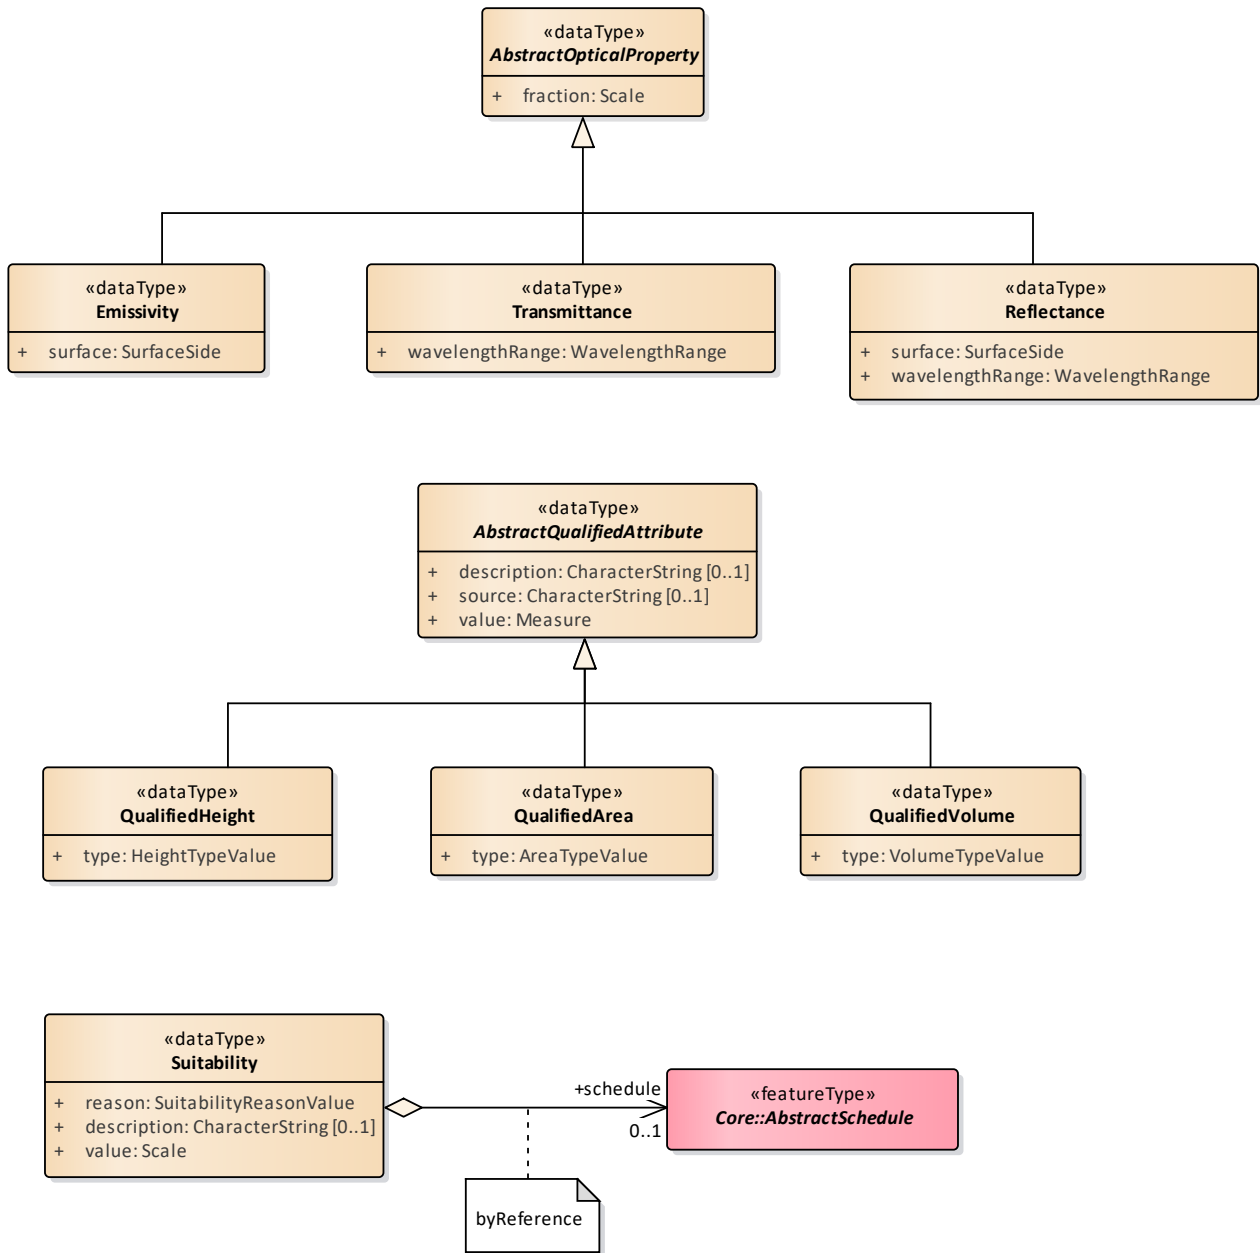 «dataType»
AbstractOpticalProperty
+ fraction: Scale
«dataType»
Emissivity
+ surface: SurfaceSide
«dataType»
Transmittance
+ wavelengthRange: WavelengthRange
«dataType»
Reflectance
+ surface: SurfaceSide
+ wavelengthRange: WavelengthRange
«dataType»
AbstractQualifiedAttribute
+ description: CharacterString [0..1]
+ source: CharacterString [0..1]
+ value: Measure
«dataType»
QualifiedHeight
+ type: HeightTypeValue
«dataType»
QualifiedArea
+ type: AreaTypeValue
«dataType»
QualifiedVolume
+ type: VolumeTypeValue
«dataType»
Suitability
+ reason: SuitabilityReasonValue
+ description: CharacterString [0..1]
+ value: Scale
+schedule
0..1
«featureType»
Core::AbstractSchedule
byReference